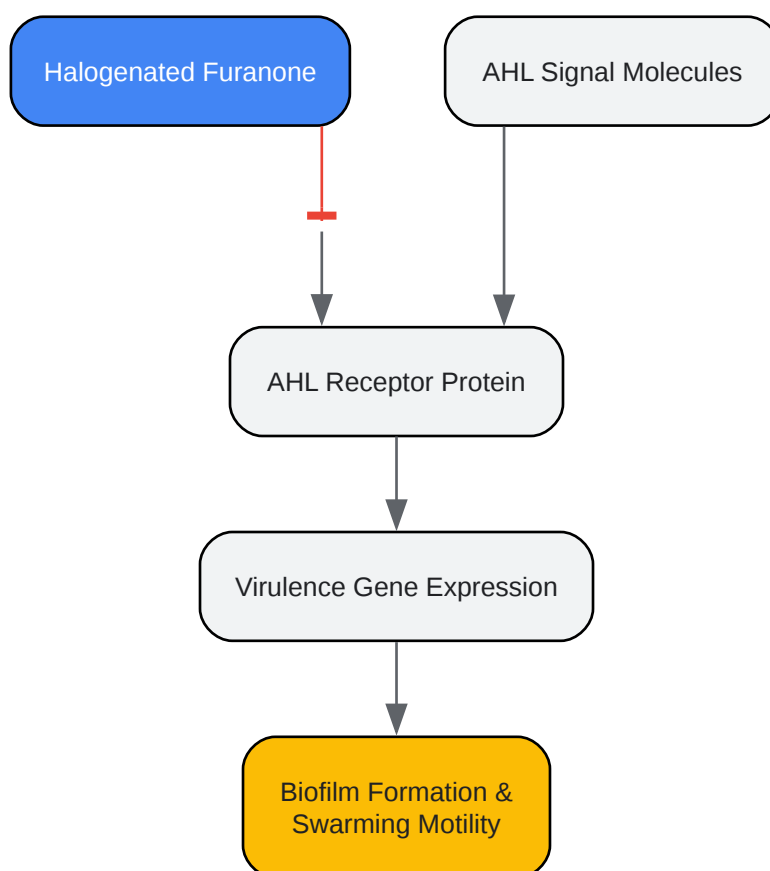 Halogenated Furanone
AHL Signal Molecules
AHL Receptor Protein
Virulence Gene Expression
Biofilm Formation &
Swarming Motility